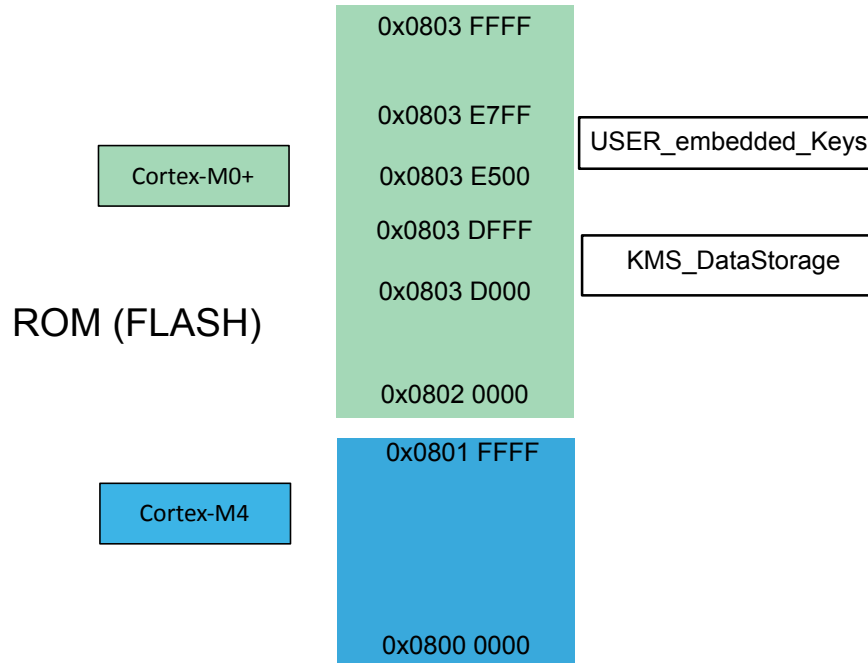 0x0803 FFFF
0x0803 E7FF
USER_embedded_Keys
Cortex-M0+
0x0803 E500
0x0803 DFFF
KMS_DataStorage
0x0803 D000
ROM (FLASH)
0x0802 0000
0x0801 FFFF
Cortex-M4
0x0800 0000